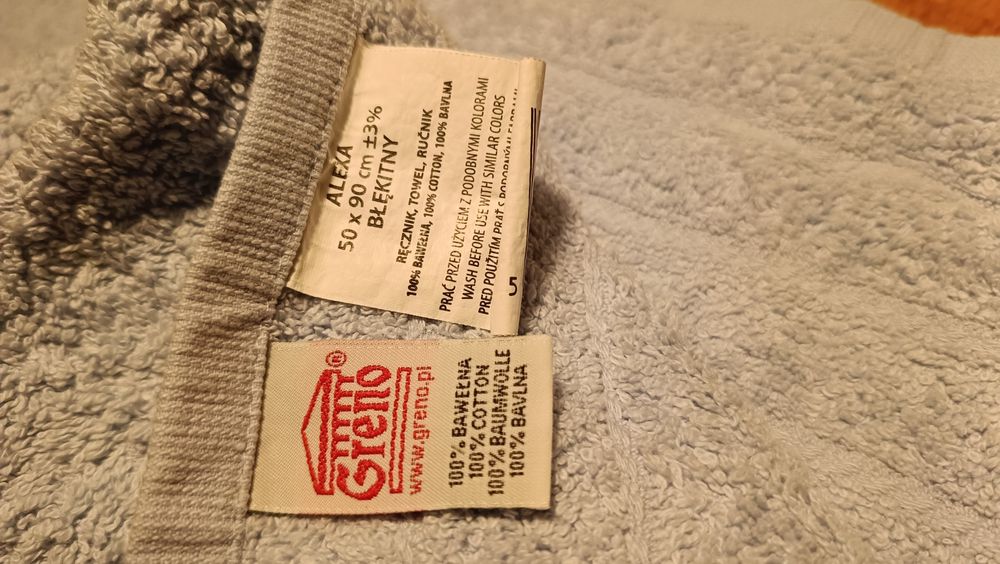 ALEXA
50 x 90 cm ±3%
BŁĘKITNY
RĘCZNIK, TOWEL, RUČNIK
100% BAWEŁNA, 100% COTTON, 100% BAVLNA
PRAĆ PRZED UŻYCIEM Z PODOBNYMI KOLORAMI
WASH BEFORE USE WITH SIMILAR COLORS
PRED POUŽITÍM PRAŤ S PODOBNÝMI FARBAMI
5
Greno®
www.greno.pl
100% BAWEŁNA
100% COTTON
100% BAUMWOLLE
100% BAVLNA